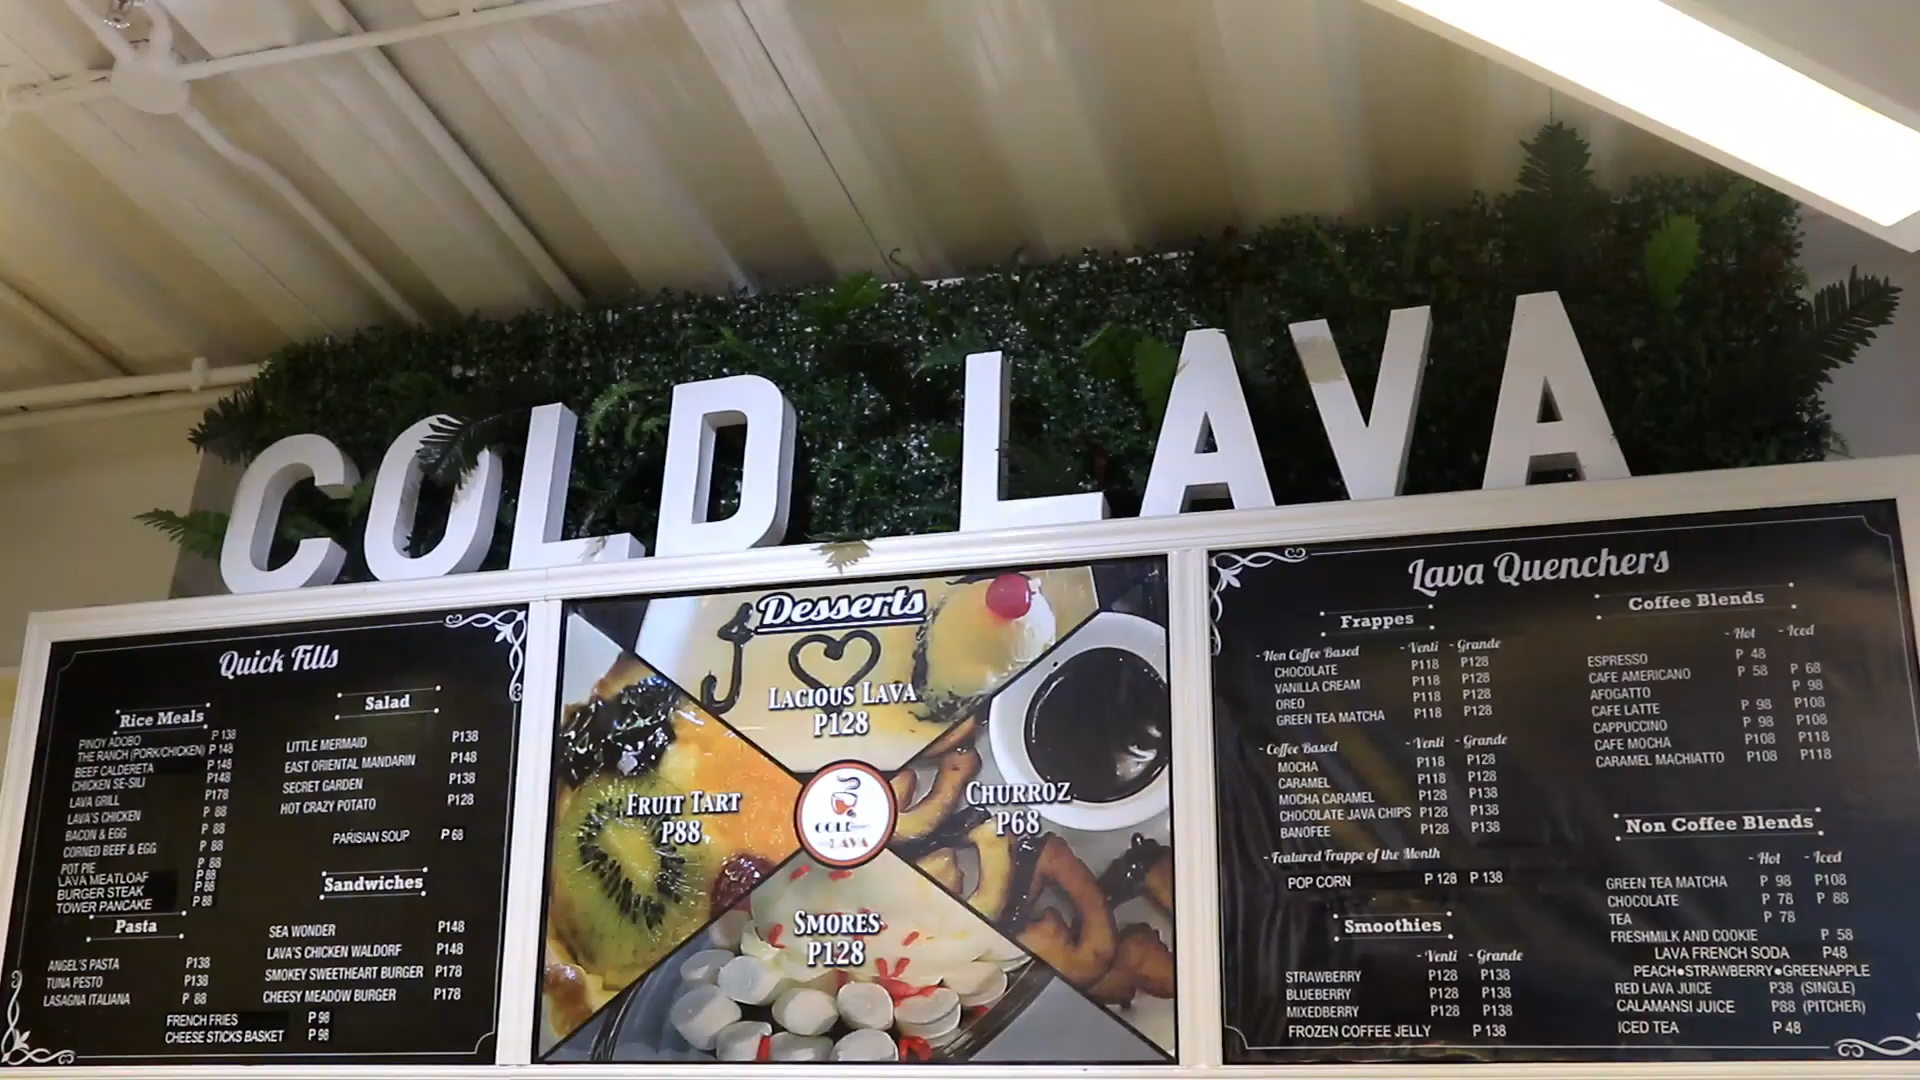 COLD LAVA
Quick Fills
Rice Meals
PINOY ADOBO P 138
THE RANCH (PORK/CHICKEN) P 148
BEEF CALDERETA P 148
CHICKEN SE-SILI P148
LAVA GRILL P178
LAVA'S CHICKEN P 88
BACON & EGG P 88
CORNED BEEF & EGG P 88
POT PIE P 88
LAVA MEATLOAF P 88
BURGER STEAK P 88
TOWER PANCAKE P 88
Pasta
ANGEL'S PASTA P138
TUNA PESTO P138
LASAGNA ITALIANA P 88
FRENCH FRIES P 98
CHEESE STICKS BASKET P 98
Salad
LITTLE MERMAID P138
EAST ORIENTAL MANDARIN P148
SECRET GARDEN P138
HOT CRAZY POTATO P128
PARISIAN SOUP P 68
Sandwiches
SEA WONDER P148
LAVA'S CHICKEN WALDORF P148
SMOKEY SWEETHEART BURGER P178
CHEESY MEADOW BURGER P178
Desserts
LACIOUS LAVA
P128
FRUIT TART
P88
CHURROZ
P68
COLD
LAVA
SMORES
P128
Lava Quenchers
Frappes
- Non Coffee Based - Venti - Grande
CHOCOLATE P118 P128
VANILLA CREAM P118 P128
OREO P118 P128
GREEN TEA MATCHA P118 P128
- Coffee Based - Venti - Grande
MOCHA P118 P128
CARAMEL P118 P128
MOCHA CARAMEL P128 P138
CHOCOLATE JAVA CHIPS P128 P138
BANOFEE P128 P138
- Featured Frappe of the Month
POP CORN P 128 P 138
Smoothies
- Venti - Grande
STRAWBERRY P128 P138
BLUEBERRY P128 P138
MIXEDBERRY P128 P138
FROZEN COFFEE JELLY P 138
Coffee Blends
- Hot - Iced
ESPRESSO P 48
CAFE AMERICANO P 58 P 68
AFOGATTO P 98
CAFE LATTE P 98 P108
CAPPUCCINO P 98 P108
CAFE MOCHA P108 P118
CARAMEL MACHIATTO P108 P118
Non Coffee Blends
- Hot - Iced
GREEN TEA MATCHA P 98 P108
CHOCOLATE P 78 P 88
TEA P 78
FRESHMILK AND COOKIE P 58
LAVA FRENCH SODA P48
PEACH●STRAWBERRY●GREENAPPLE
RED LAVA JUICE P38 (SINGLE)
CALAMANSI JUICE P88 (PITCHER)
ICED TEA P 48